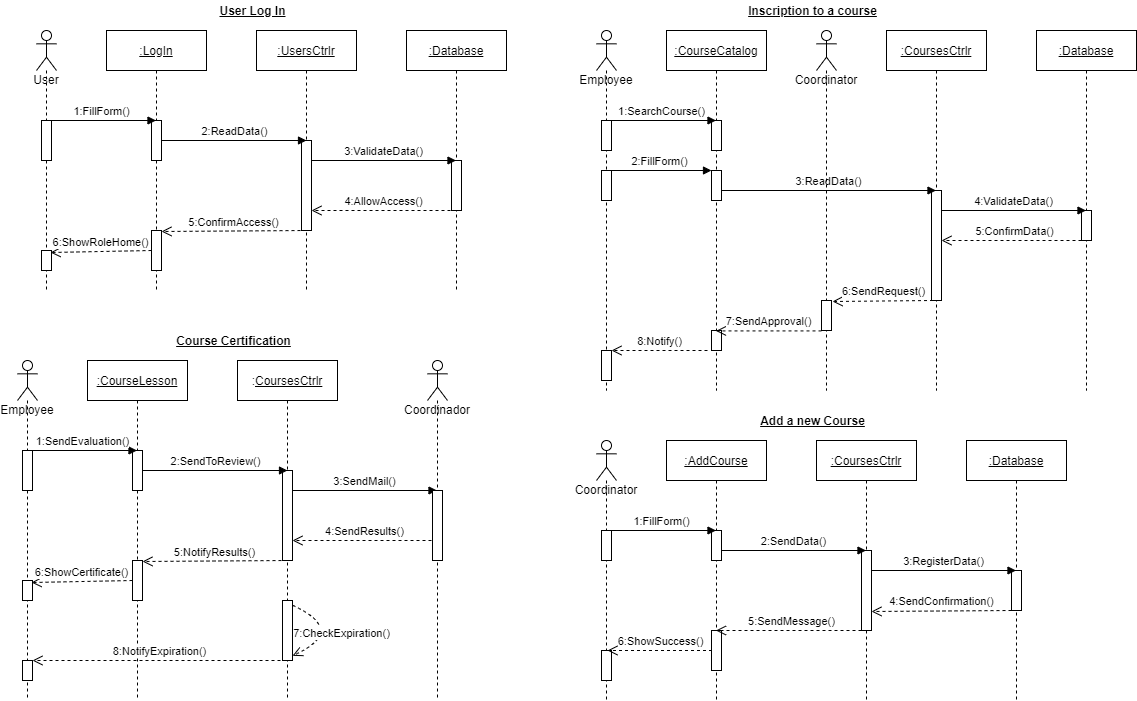 User Log In
:LogIn
:UsersCtrlr
:Database
User
1:FillForm()
2:ReadData()
3:ValidateData()
4:AllowAccess()
5:ConfirmAccess()
6:ShowRoleHome()
Inscription to a course
:CourseCatalog
:CoursesCtrlr
:Database
Employee
Coordinator
1:SearchCourse()
2:FillForm()
3:ReadData()
4:ValidateData()
5:ConfirmData()
6:SendRequest()
7:SendApproval()
8:Notify()
Course Certification
:CourseLesson
:CoursesCtrlr
Employee
Coordinador
1:SendEvaluation()
2:SendToReview()
3:SendMail()
4:SendResults()
5:NotifyResults()
6:ShowCertificate()
7:CheckExpiration()
8:NotifyExpiration()
Add a new Course
:AddCourse
:CoursesCtrlr
:Database
Coordinator
1:FillForm()
2:SendData()
3:RegisterData()
4:SendConfirmation()
5:SendMessage()
6:ShowSuccess()